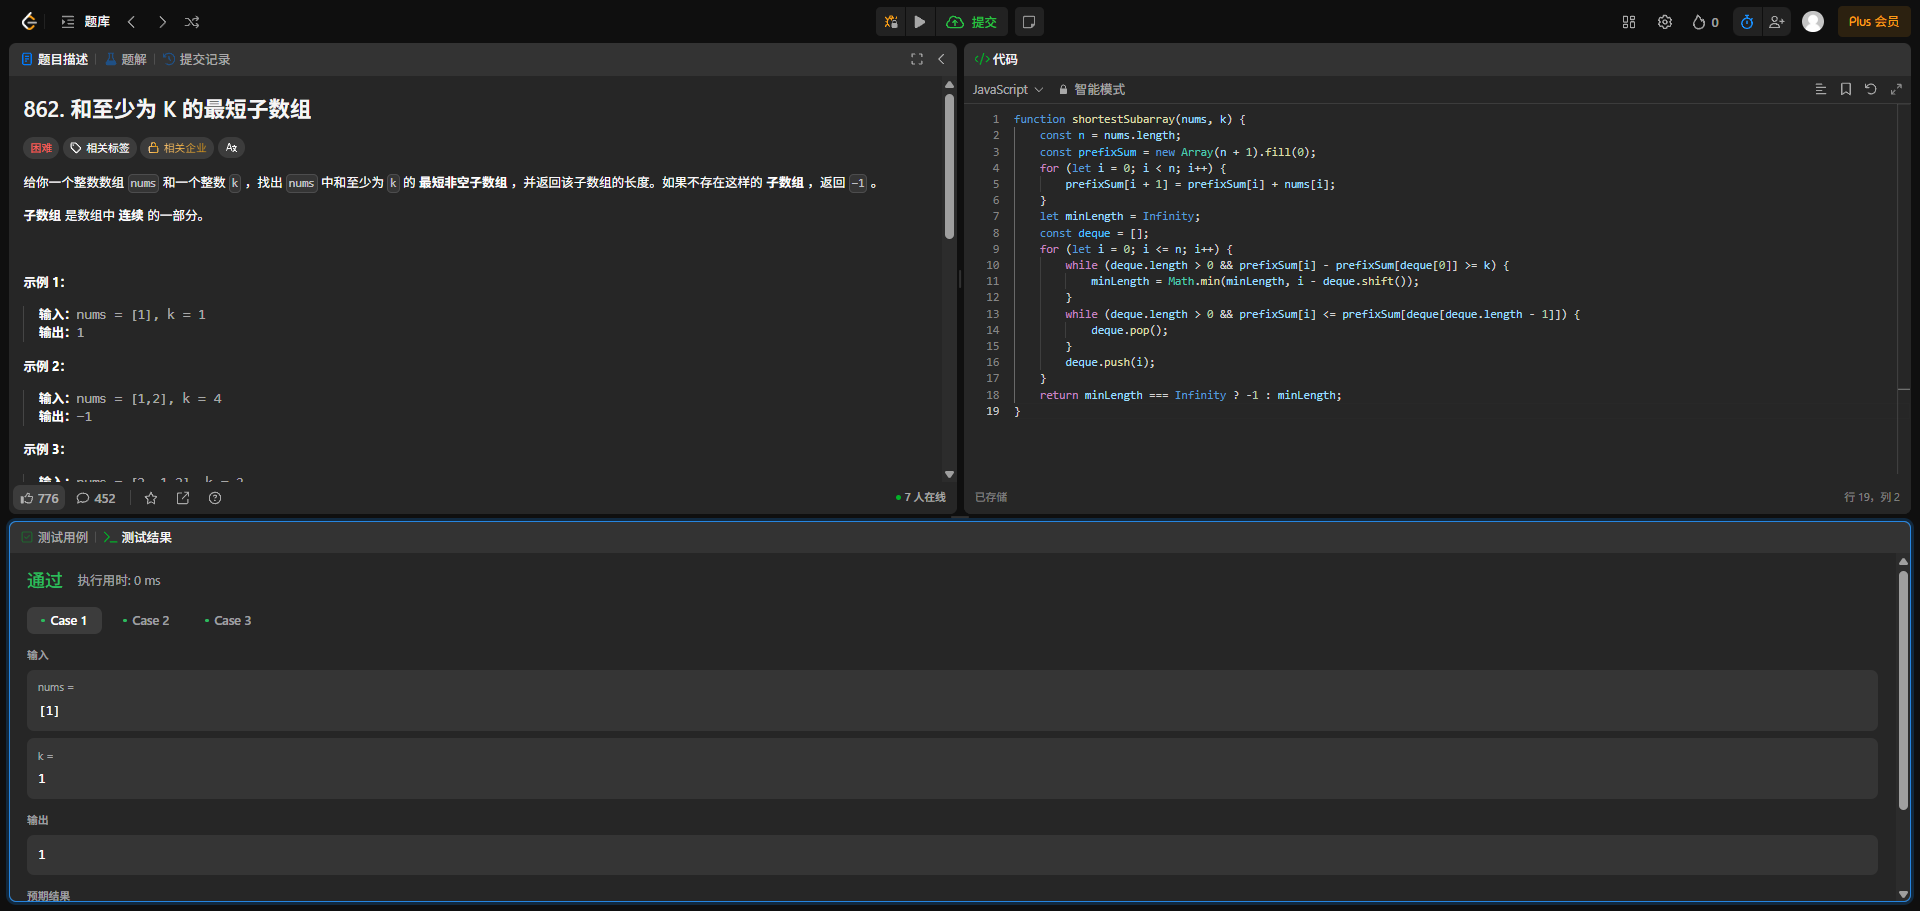 题库
提交
0
Plus 会员
题目描述
题解
提交记录
862. 和至少为 K 的最短子数组
困难
相关标签
相关企业
给你一个整数数组 nums 和一个整数 k ，找出 nums 中和至少为 k 的 最短非空子数组 ，并返回该子数组的长度。如果不存在这样的 子数组 ，返回 -1 。
子数组 是数组中 连续 的一部分。
示例 1：
输入：nums = [1], k = 1
输出：1
示例 2：
输入：nums = [1,2], k = 4
输出：-1
示例 3：
输入：nums = [2,-1,2], k = 3
776
452
7 人在线
代码
JavaScript
智能模式
1 function shortestSubarray(nums, k) {
2 const n = nums.length;
3 const prefixSum = new Array(n + 1).fill(0);
4 for (let i = 0; i < n; i++) {
5 prefixSum[i + 1] = prefixSum[i] + nums[i];
6 }
7 let minLength = Infinity;
8 const deque = [];
9 for (let i = 0; i <= n; i++) {
10 while (deque.length > 0 && prefixSum[i] - prefixSum[deque[0]] >= k) {
11 minLength = Math.min(minLength, i - deque.shift());
12 }
13 while (deque.length > 0 && prefixSum[i] <= prefixSum[deque[deque.length - 1]]) {
14 deque.pop();
15 }
16 deque.push(i);
17 }
18 return minLength === Infinity ? -1 : minLength;
19 }
已存储
行 19，列 2
测试用例
测试结果
通过
执行用时: 0 ms
Case 1
Case 2
Case 3
输入
nums =
[1]
k =
1
输出
1
预期结果